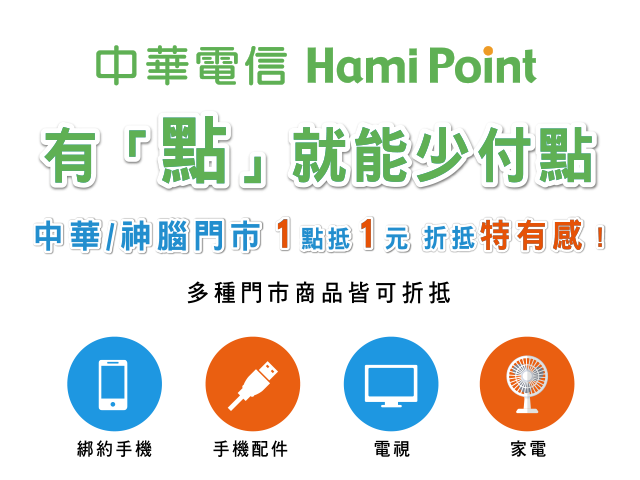 中華電信 Hami Point
有「點」就能少付點
中華/神腦門市 1點抵1元 折抵特有感！
多種門市商品皆可折抵
綁約手機 手機配件 電視 家電